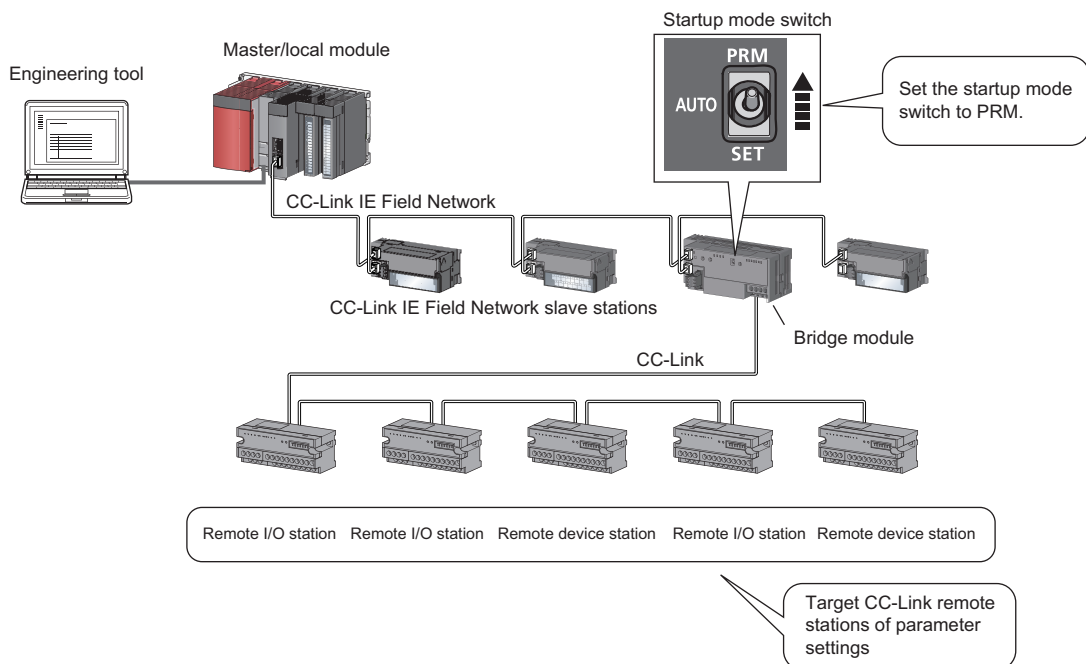 Startup mode switch
Master/local module
Engineering tool
PRM
AUTO
SET
Set the startup mode
switch to PRM.
CC-Link IE Field Network
CC-Link IE Field Network slave stations
Bridge module
CC-Link
Remote I/O station Remote I/O station Remote device station Remote I/O station Remote device station
Target CC-Link remote
stations of parameter
settings